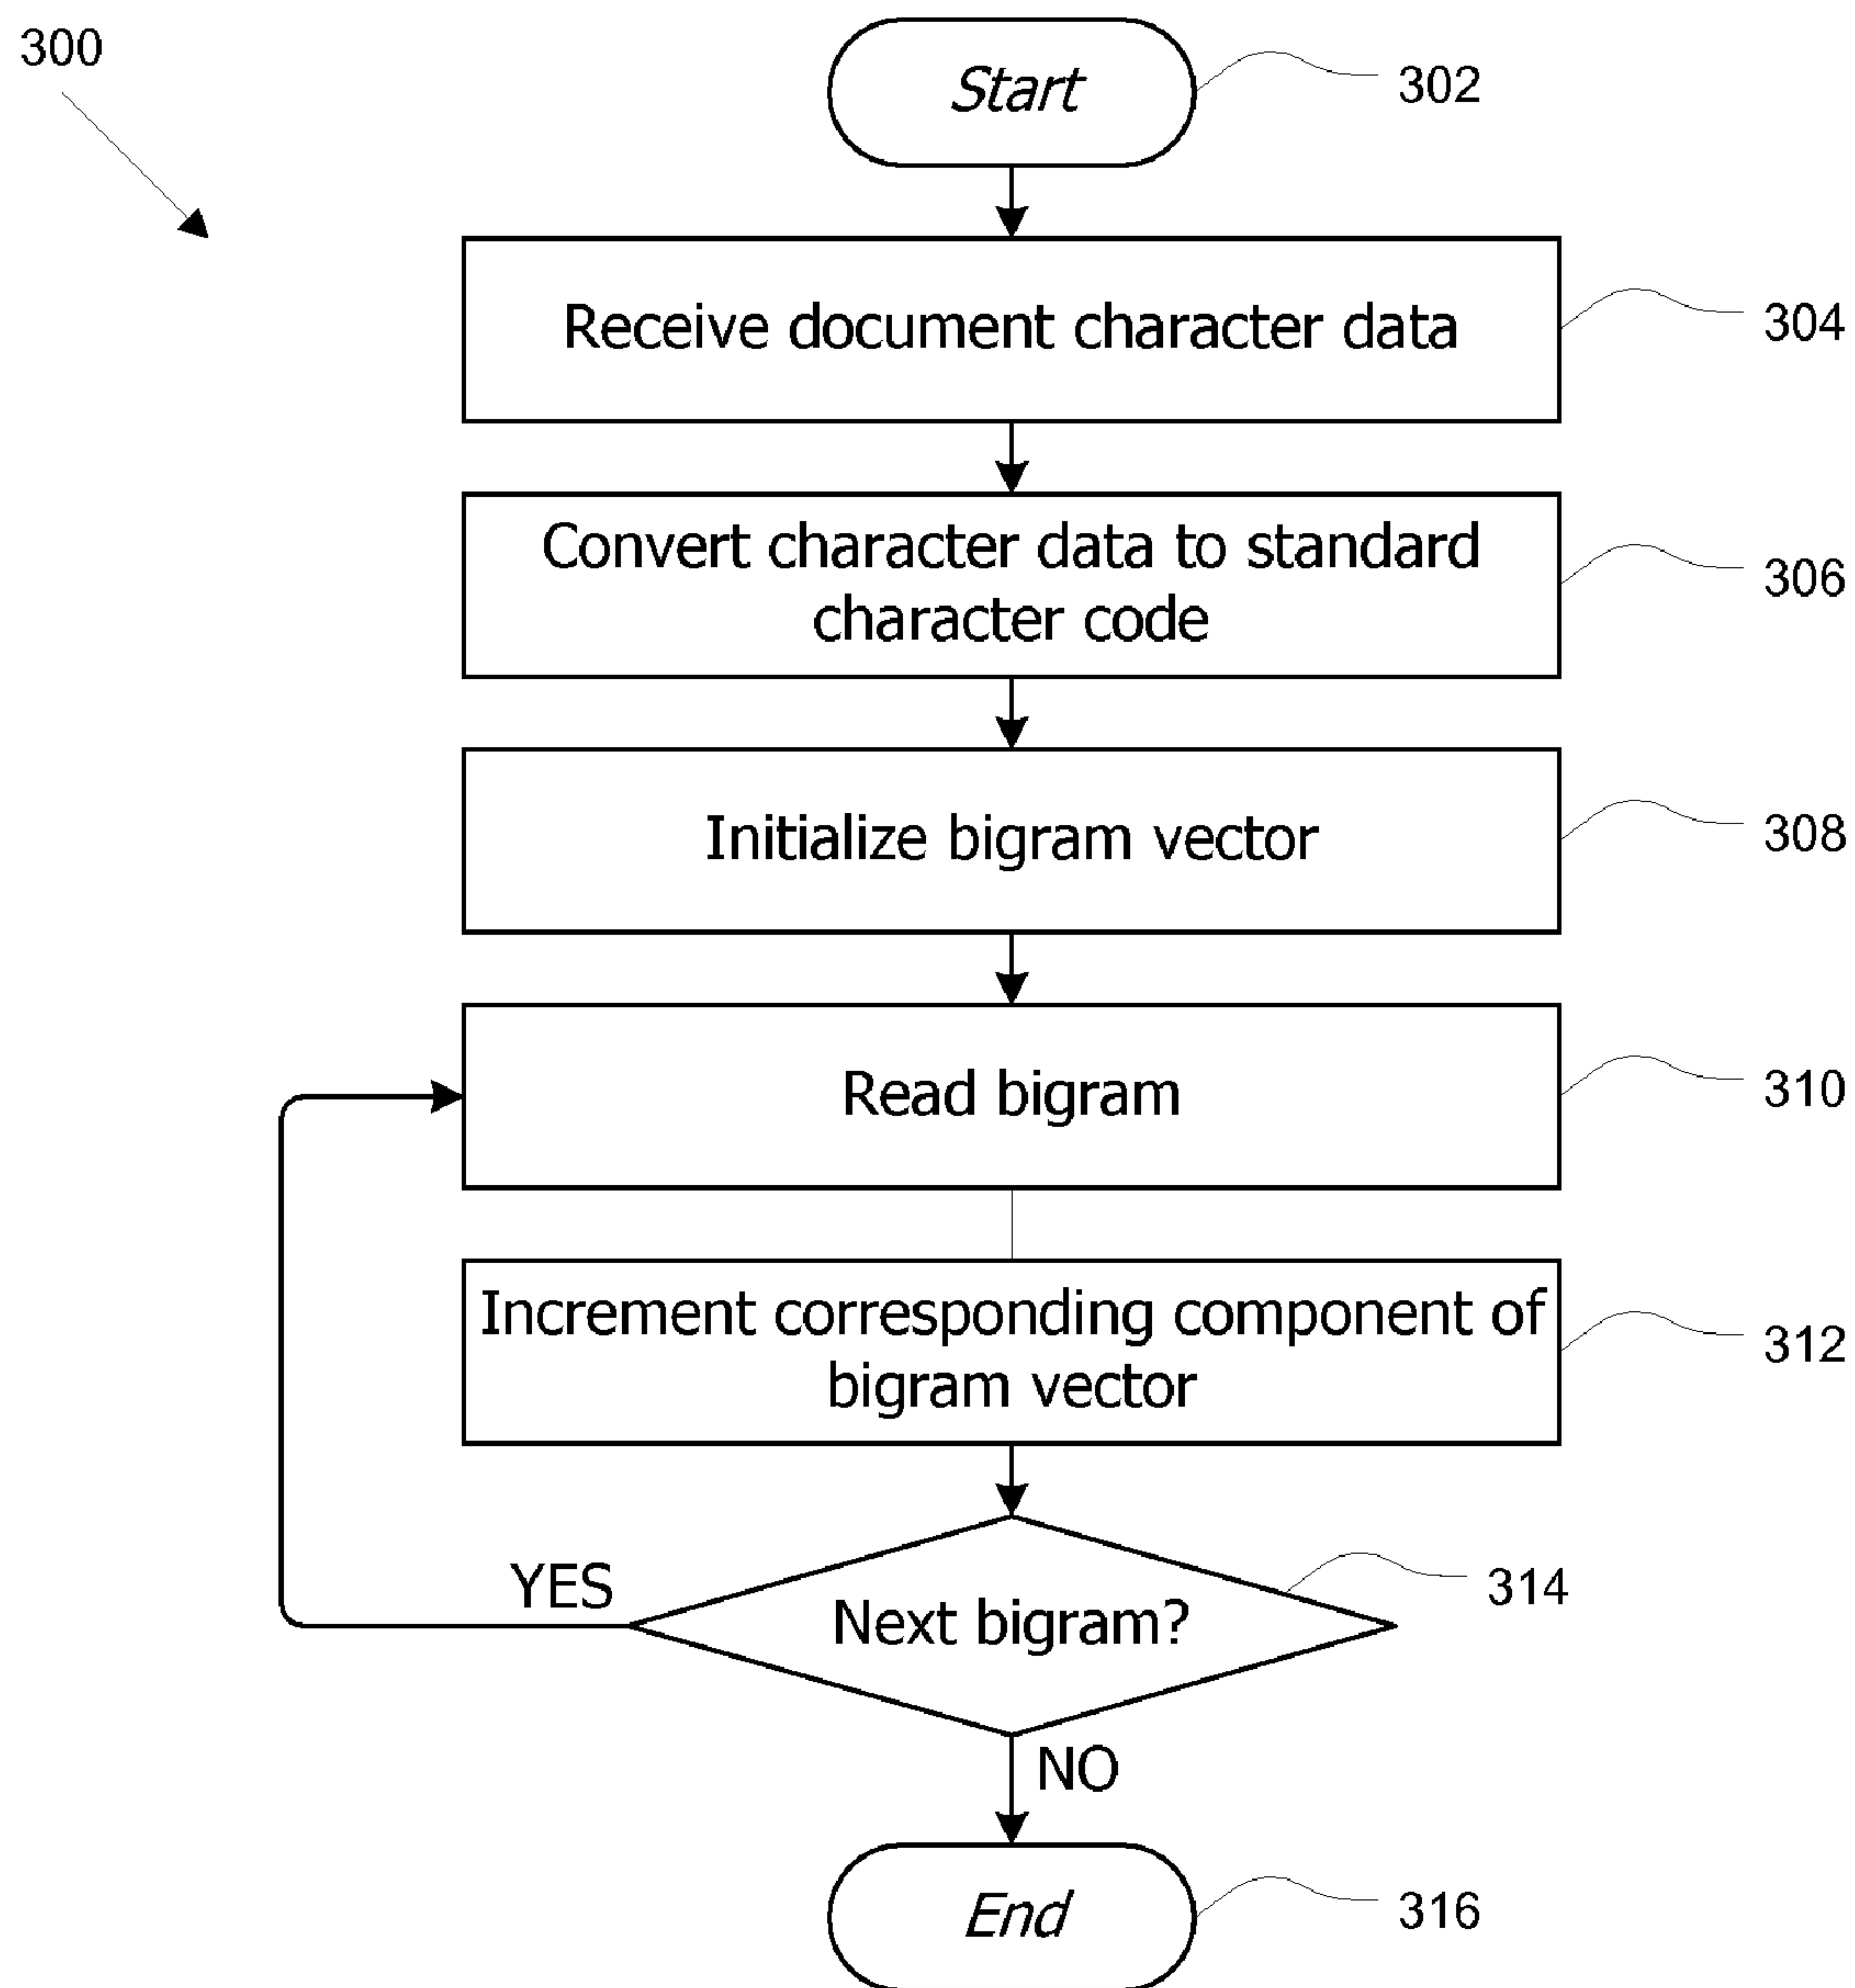 300
Start
302
Receive document character data
304
Convert character data to standard
character code
306
Initialize bigram vector
308
Read bigram
310
Increment corresponding component of
bigram vector
312
YES
Next bigram?
314
NO
End
316